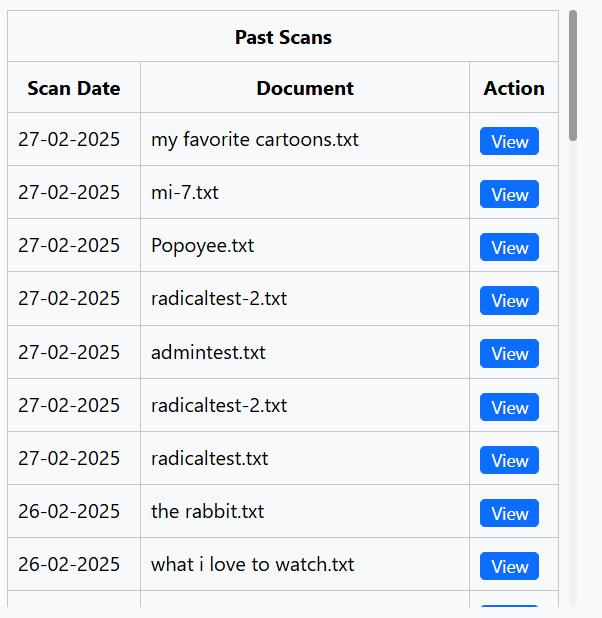 Past Scans
Scan Date Document Action
27-02-2025 my favorite cartoons.txt View
27-02-2025 mi-7.txt View
27-02-2025 Popoyee.txt View
27-02-2025 radicaltest-2.txt View
27-02-2025 admintest.txt View
27-02-2025 radicaltest-2.txt View
27-02-2025 radicaltest.txt View
26-02-2025 the rabbit.txt View
26-02-2025 what i love to watch.txt View